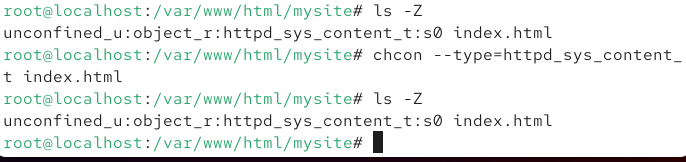 root@localhost:/var/www/html/mysite# ls -Z
unconfined_u:object_r:httpd_sys_content_t:s0 index.html
root@localhost:/var/www/html/mysite# chcon --type=httpd_sys_content_
t index.html
root@localhost:/var/www/html/mysite# ls -Z
unconfined_u:object_r:httpd_sys_content_t:s0 index.html
root@localhost:/var/www/html/mysite#